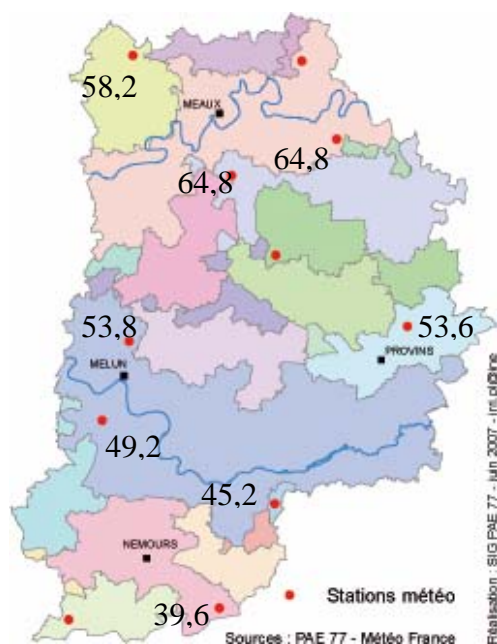 58,2
MEAUX
64,8
64,8
53,8
53,6
MELUN
PROVINS
49,2
45,2
NEMOURS
39,6
Stations météo
Sources : PAE 77 - Météo France
Réalisation : SIG PAE 77 - juin 2007 -